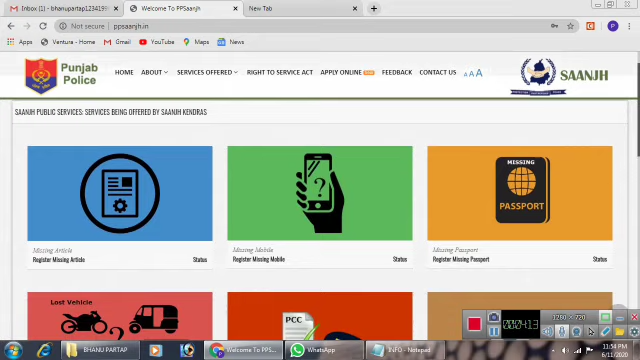 Inbox (1) - bhanupartap123419
Welcome To PPSaanjh
New Tab
Not secure | ppsaanjh.in
Apps
Ventura - Home
Gmail
YouTube
Maps
News
Punjab
Police
HOME
ABOUT
SERVICES OFFERED
RIGHT TO SERVICE ACT
APPLY ONLINE
FEEDBACK
CONTACT US
A A A
SAANJH
SAANJH PUBLIC SERVICES: SERVICES BEING OFFERED BY SAANJH KENDRAS
MISSING
PASSPORT
Missing Article
Register Missing Article
Status
Missing Mobile
Register Missing Mobile
Status
Missing Passport
Register Missing Passport
Status
Lost Vehicle
PCC
1280 × 720
BHANU PARTAP
Welcome To PPS...
WhatsApp
INFO - Notepad
11:54 PM
6/11/2020